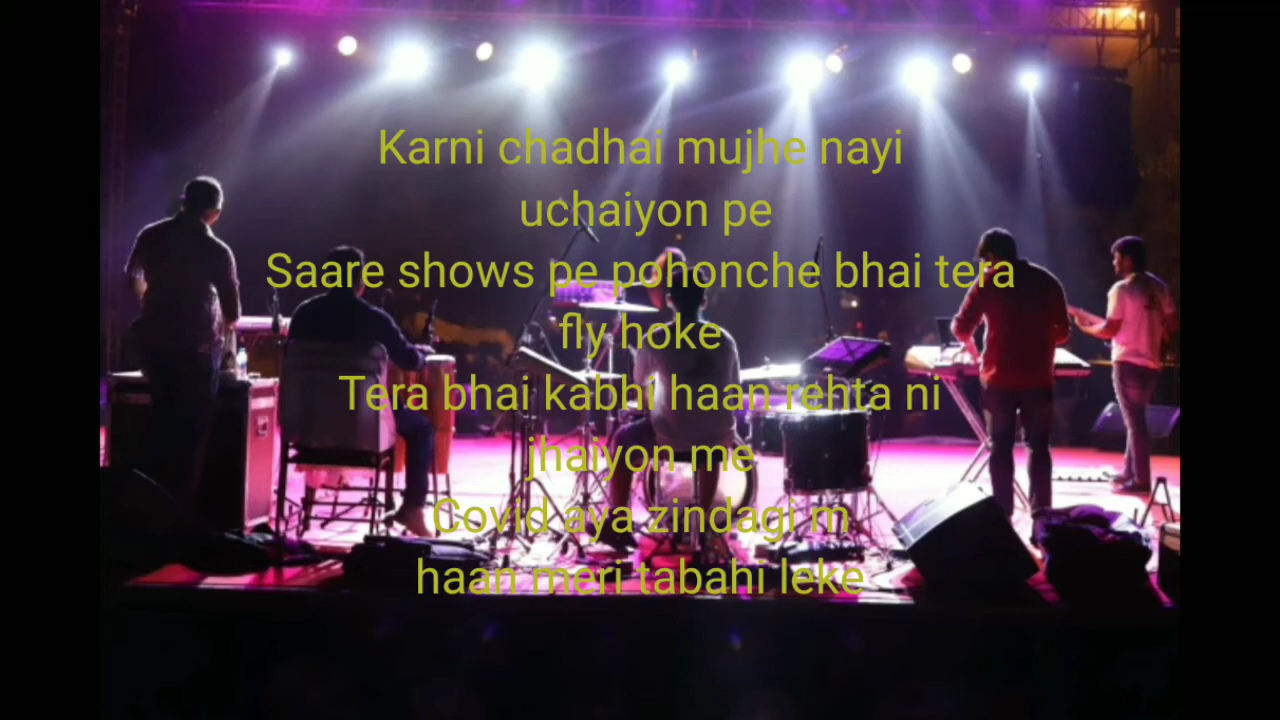 Karni chadhai mujhe nayi
uchaiyon pe
Saare shows pe pohonche bhai tera
fly hoke
Tera bhai kabhi haan rehta ni
jhaiyon me
Covid aya zindagi m
haan meri tabahi leke